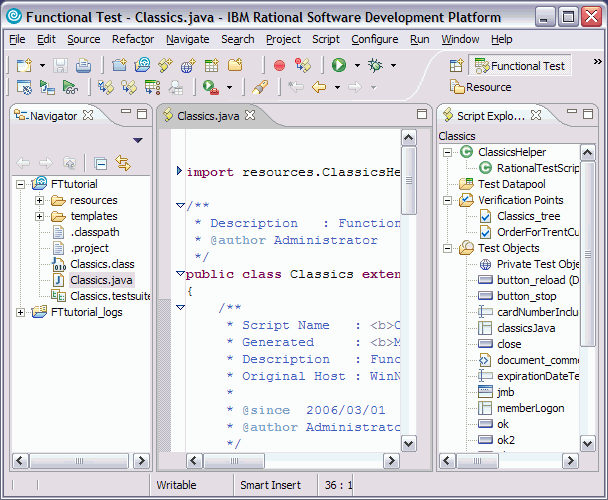 Functional Test - Classics.java - IBM Rational Software Development Platform
File Edit Source Refactor Navigate Search Project Script Configure Run Window Help
Functional Test
Resource
Navigator
FTtutorial
resources
templates
.classpath
.project
Classics.class
Classics.java
Classics.testsuite
FTtutorial_logs
Classics.java
import resources.ClassicsHe
/**
* Description : Function
* @author Administrator
*/
public class Classics exten
{
/**
* Script Name : <b>C
* Generated : <b>M
* Description : Func
* Original Host : WinN
*
* @since 2006/03/01
* @author Administrato
*/
Script Explo...
Classics
ClassicsHelper
RationalTestScrip
Test Datapool
Verification Points
Classics_tree
OrderForTrentCu
Test Objects
Private Test Obje
button_reload (D
button_stop
cardNumberInclu
classicsJava
close
document_commo
expirationDateTe
jmb
memberLogon
ok
ok2
Writable Smart Insert 36 : 1